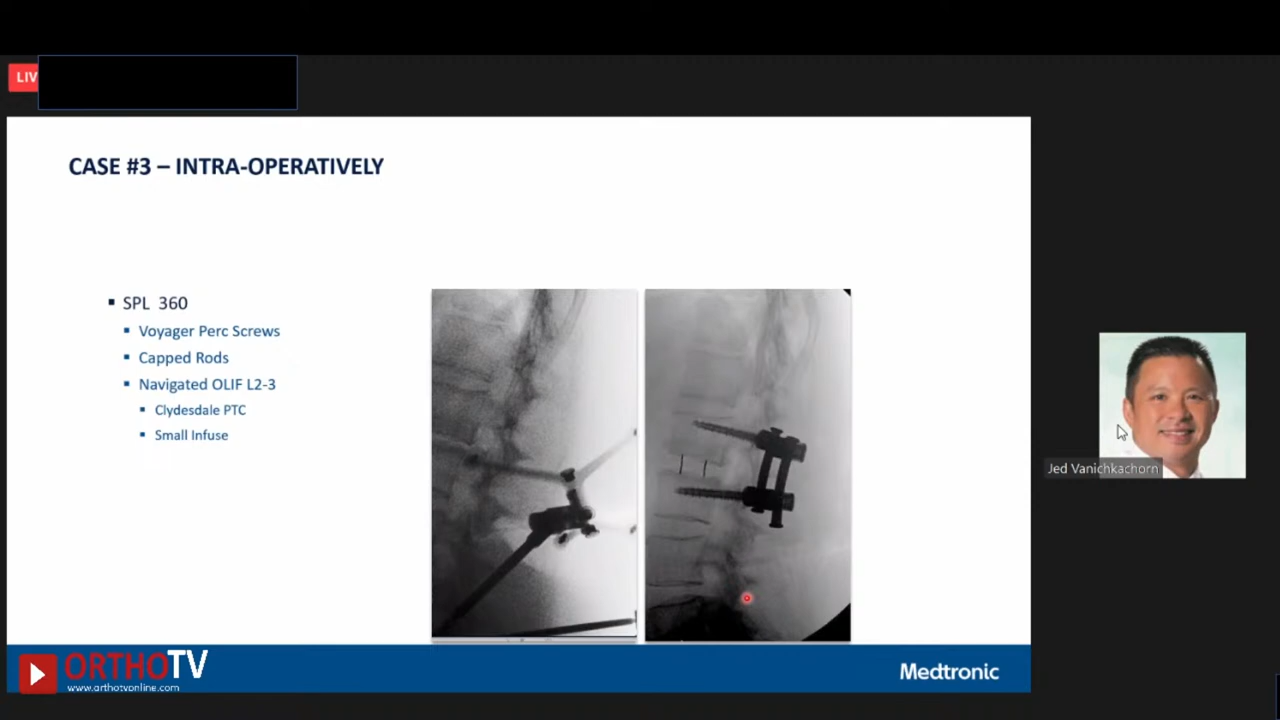 LIV
CASE #3 – INTRA-OPERATIVELY
▪ SPL 360
▪ Voyager Perc Screws
▪ Capped Rods
▪ Navigated OLIF L2-3
▪ Clydesdale PTC
▪ Small Infuse
Jed Vanichkachorn
ORTHOTV
www.orthotvonline.com
Medtronic